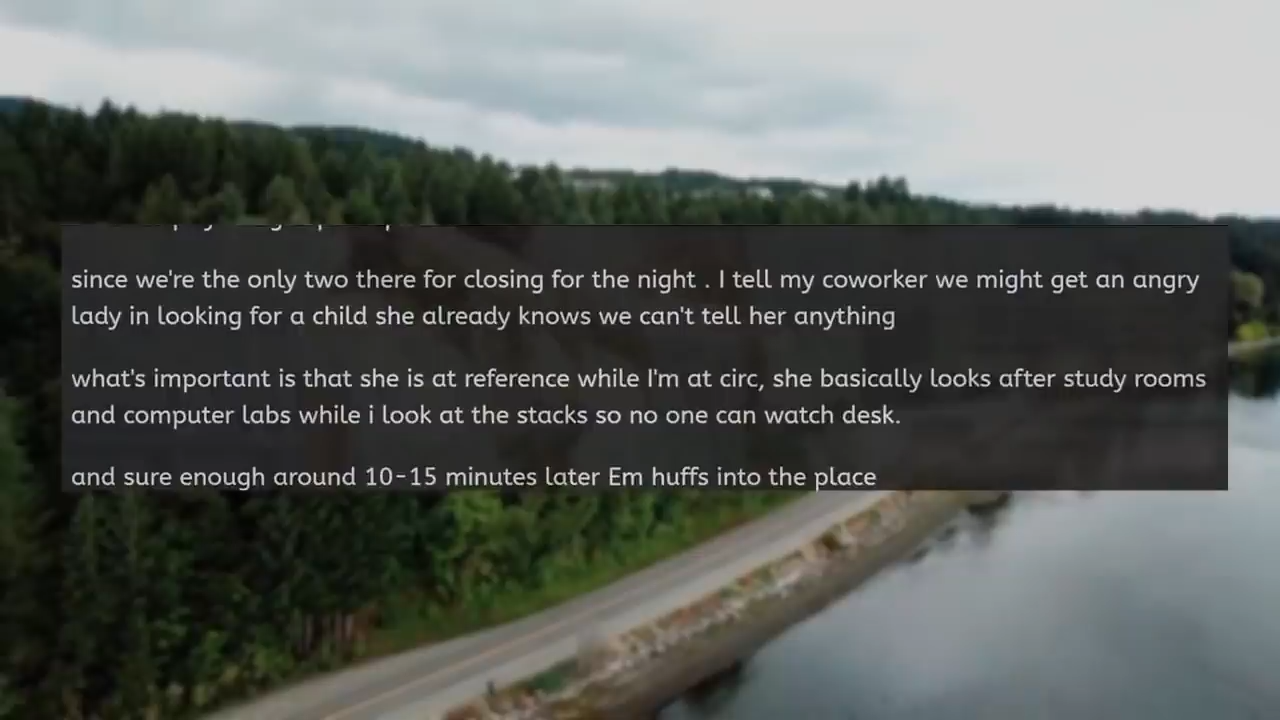 since we're the only two there for closing for the night . I tell my coworker we might get an angry
lady in looking for a child she already knows we can't tell her anything
what's important is that she is at reference while I'm at circ, she basically looks after study rooms
and computer labs while i look at the stacks so no one can watch desk.
and sure enough around 10-15 minutes later Em huffs into the place